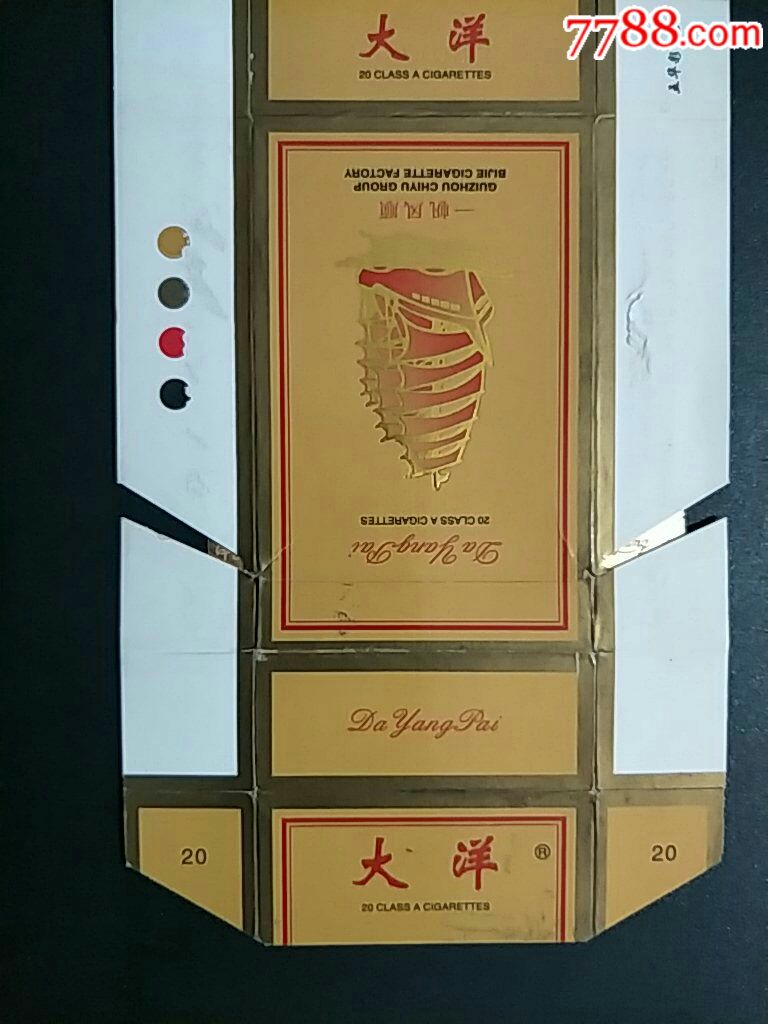 7788.com
大洋
20 CLASS A CIGARETTES
BIJIE CIGARETTE FACTORY
GUIZHOU CHIYU GROUP
一帆风顺
20 CLASS A CIGARETTES
Da Yang Pai
Da Yang Pai
20
大洋®
20 CLASS A CIGARETTES
20